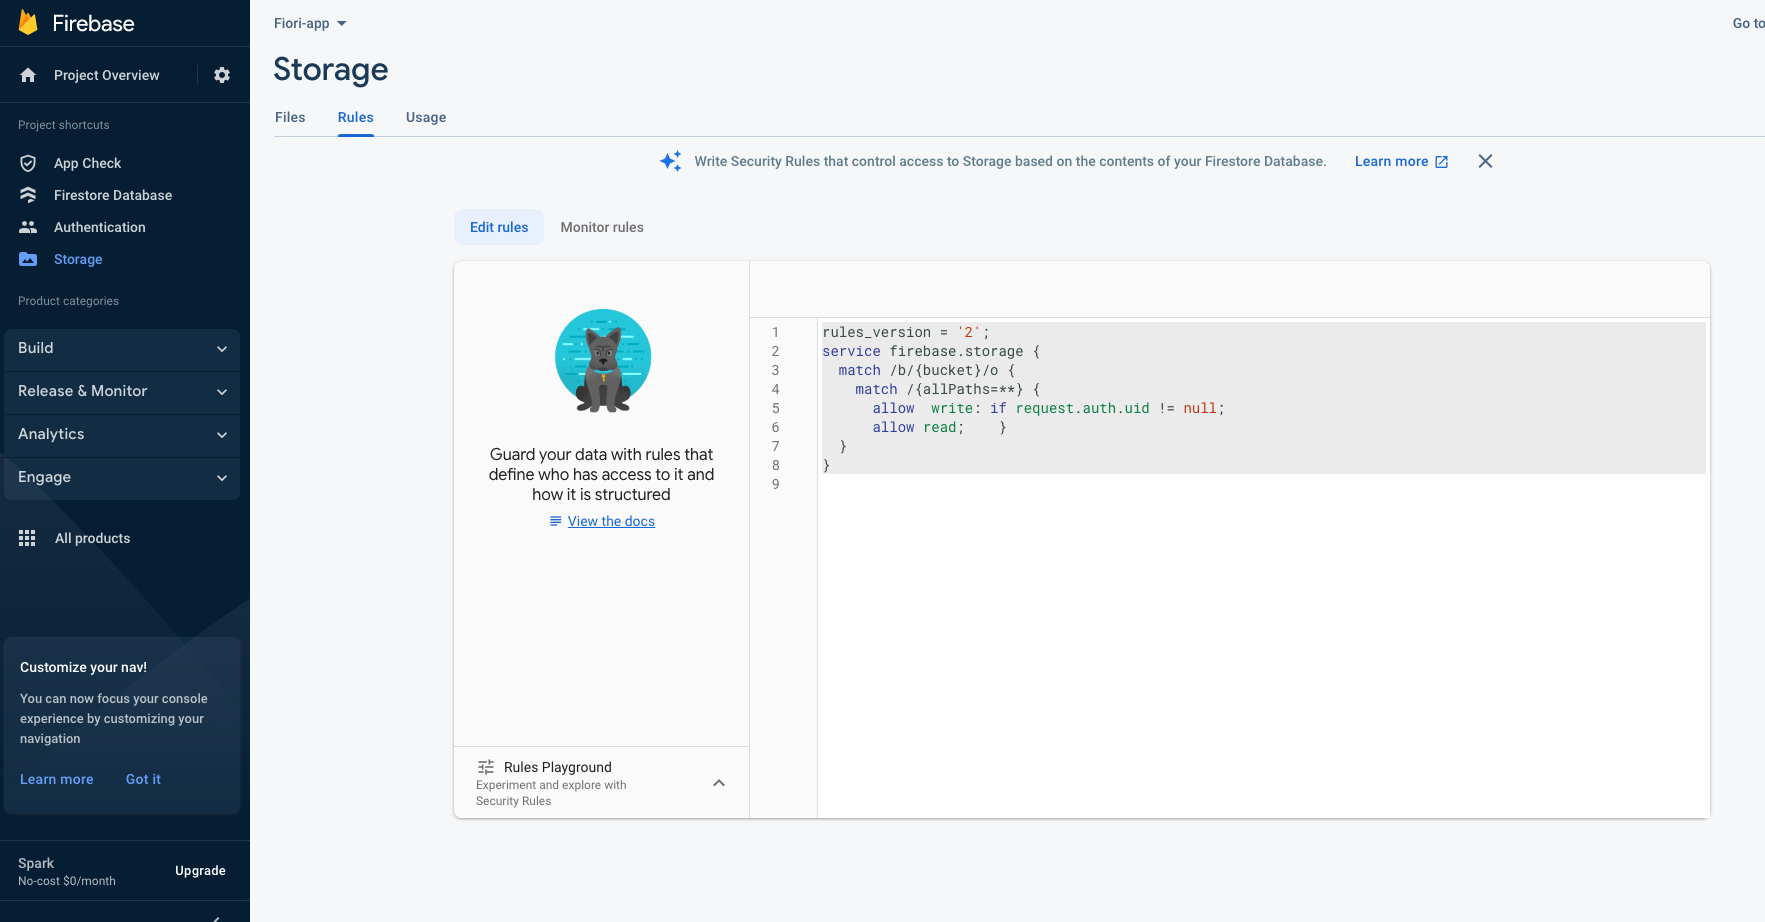 Firebase
Project Overview
Project shortcuts
App Check
Firestore Database
Authentication
Storage
Product categories
Build
Release & Monitor
Analytics
Engage
All products
Customize your nav!
You can now focus your console
experience by customizing your
navigation
Learn more Got it
Spark
No-cost $0/month
Upgrade
Fiori-app
Go to
Storage
Files Rules Usage
Write Security Rules that control access to Storage based on the contents of your Firestore Database. Learn more
Edit rules Monitor rules
Guard your data with rules that
define who has access to it and
how it is structured
View the docs
Rules Playground
Experiment and explore with
Security Rules
1 rules_version = '2';
2 service firebase.storage {
3 match /b/{bucket}/o {
4 match /{allPaths=**} {
5 allow  write: if request.auth.uid != null;
6 allow read;    }
7 }
8 }
9